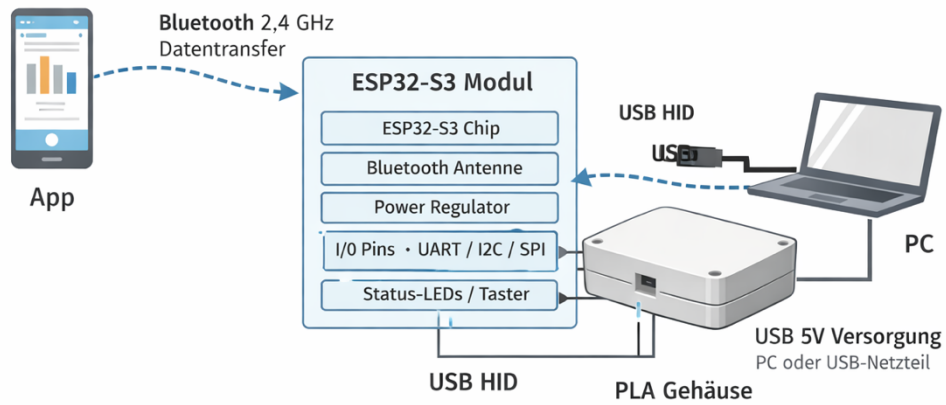 Bluetooth 2,4 GHz
Datentransfer
App
ESP32-S3 Modul
ESP32-S3 Chip
Bluetooth Antenne
Power Regulator
I/0 Pins · UART / I2C / SPI
Status-LEDs / Taster
USB HID
USB
PC
USB 5V Versorgung
PC oder USB-Netzteil
USB HID
PLA Gehäuse